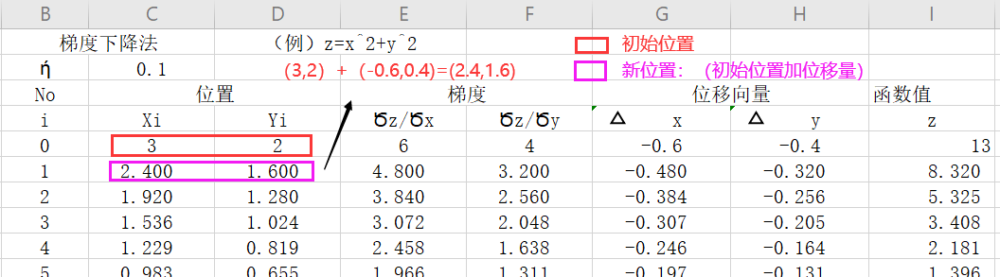 B C D E F G H I
梯度下降法 （例）z=x^2+y^2 初始位置
ή 0.1 (3,2) + (-0.6,0.4)=(2.4,1.6) 新位置： (初始位置加位移量)
No 位置 梯度 位移向量 函数值
i Xi Yi Ꮛz/Ꮛx Ꮛz/Ꮛy △ x △ y z
0 3 2 6 4 -0.6 -0.4 13
1 2.400 1.600 4.800 3.200 -0.480 -0.320 8.320
2 1.920 1.280 3.840 2.560 -0.384 -0.256 5.325
3 1.536 1.024 3.072 2.048 -0.307 -0.205 3.408
4 1.229 0.819 2.458 1.638 -0.246 -0.164 2.181
5 0.983 0.655 1.966 1.311 -0.197 -0.131 1.396